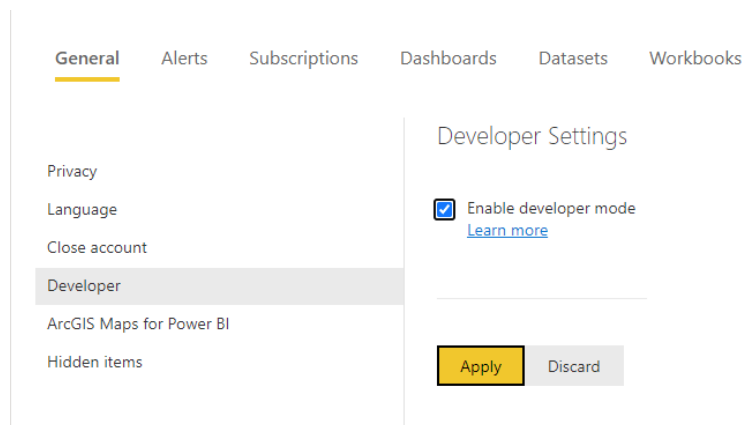 General Alerts Subscriptions Dashboards Datasets Workbooks
Privacy
Language
Close account
Developer
ArcGIS Maps for Power BI
Hidden items
Developer Settings
Enable developer mode
Learn more
Apply Discard